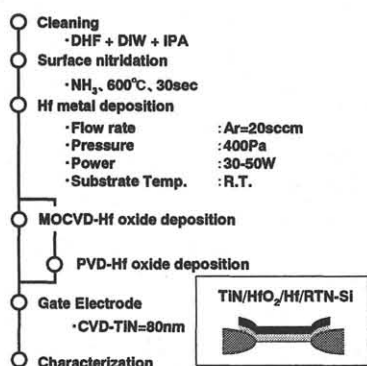 Cleaning
·DHF + DIW + IPA
Surface nitridation
·NH₃、600℃、30sec
Hf metal deposition
·Flow rate :Ar=20sccm
·Pressure :400Pa
·Power :30-50W
·Substrate Temp. :R.T.
MOCVD-Hf oxide deposition
PVD-Hf oxide deposition
Gate Electrode
·CVD-TiN=80nm
TiN/HfO₂/Hf/RTN-Si
Characterization